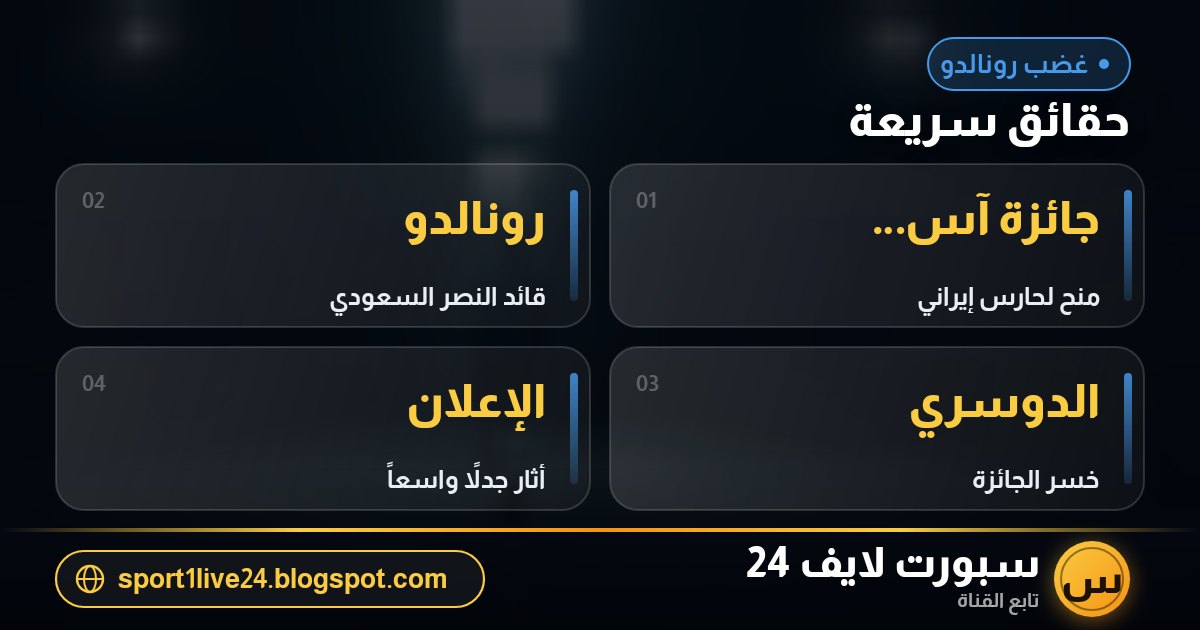 غضب رونالدو
حقائق سريعة
01
جائزة آس...
منح لحارس إيراني
02
رونالدو
قائد النصر السعودي
03
الدوسري
خسر الجائزة
04
الإعلان
أثار جدلاً واسعاً
س
سبورت لايف 24
تابع القناة
sport1live24.blogspot.com